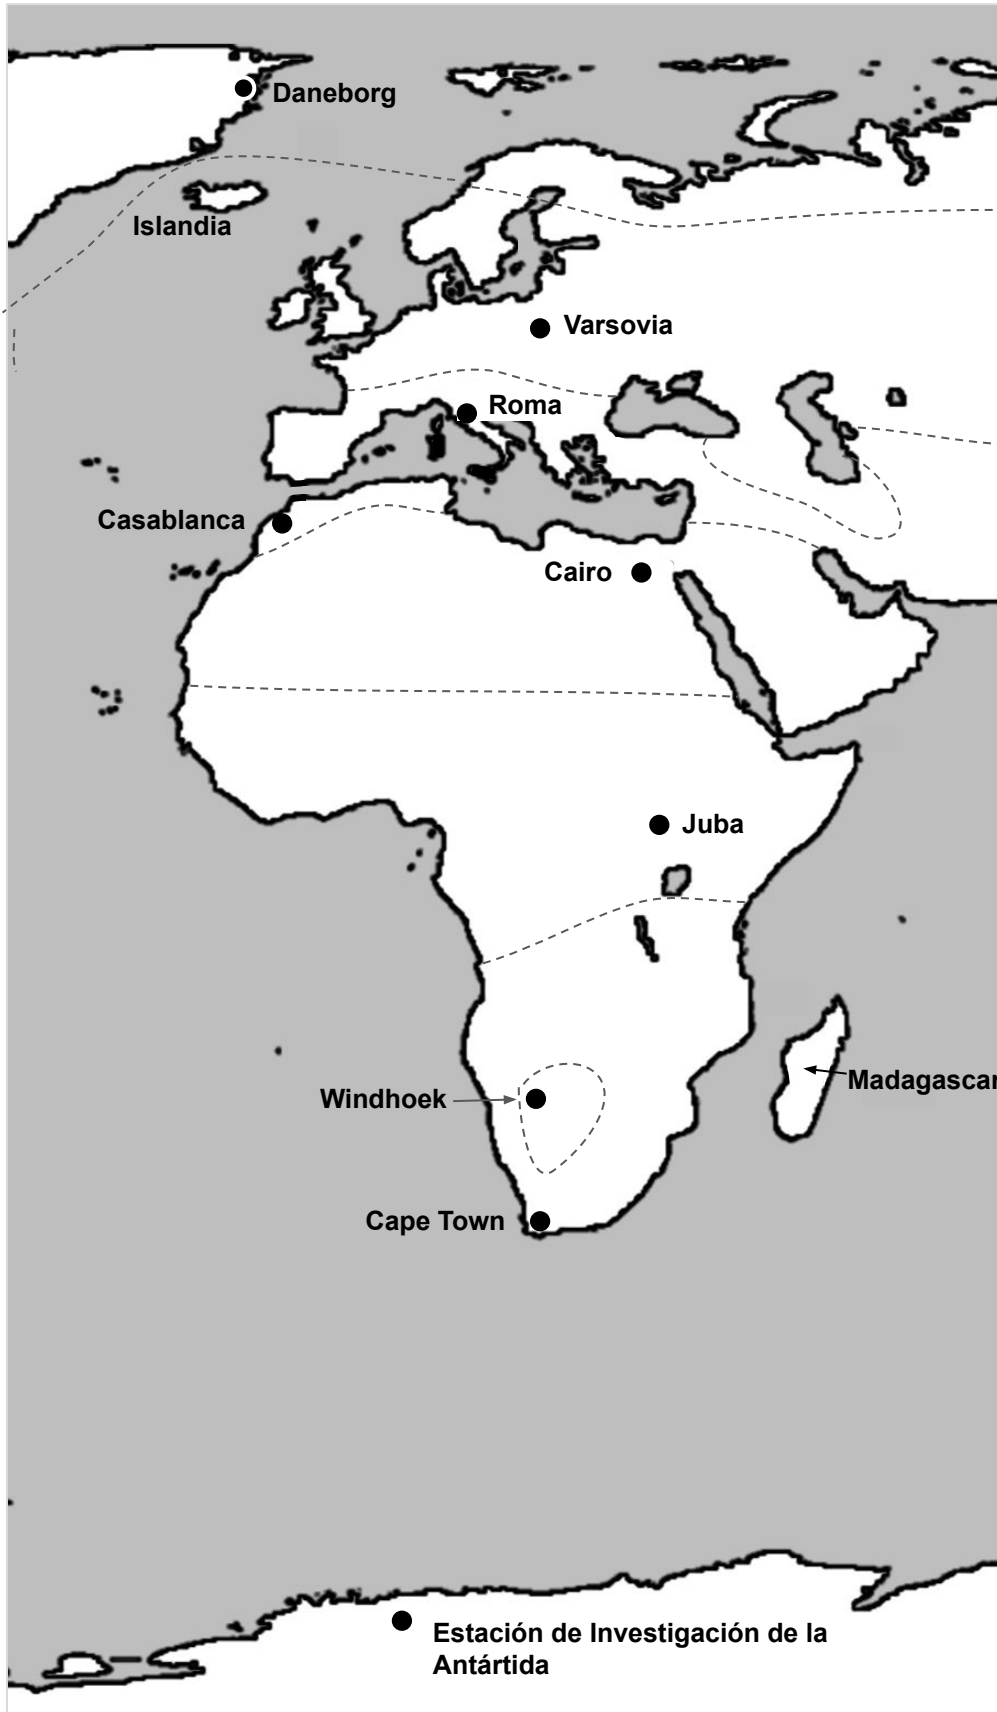 Daneborg
Islandia
Varsovia
Roma
Casablanca
Cairo
Juba
Windhoek
Madagascar
Cape Town
Estación de Investigación de la
Antártida